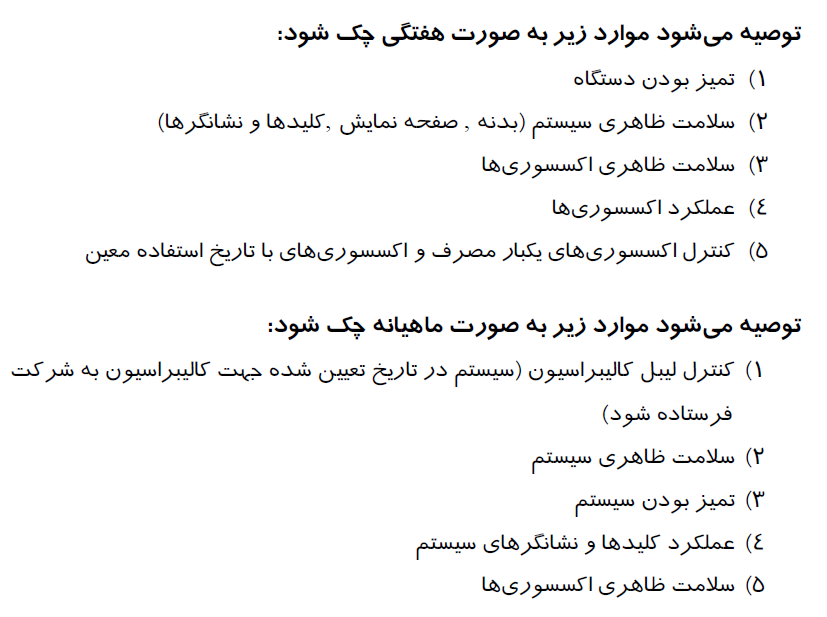 توصیه می‌شود موارد زیر به صورت هفتگی چک شود:
۱) تمیز بودن دستگاه
۲) سلامت ظاهری سیستم (بدنه , صفحه نمایش ,کلیدها و نشانگرها)
۳) سلامت ظاهری اکسسوری‌ها
٤) عملکرد اکسسوری‌ها
۵) کنترل اکسسوری‌های یکبار مصرف و اکسسوری‌های با تاریخ استفاده معین
توصیه می‌شود موارد زیر به صورت ماهیانه چک شود:
۱) کنترل لیبل کالیبراسیون (سیستم در تاریخ تعیین شده جهت کالیبراسیون به شرکت
فرستاده شود)
۲) سلامت ظاهری سیستم
۳) تمیز بودن سیستم
٤) عملکرد کلیدها و نشانگرهای سیستم
۵) سلامت ظاهری اکسسوری‌ها